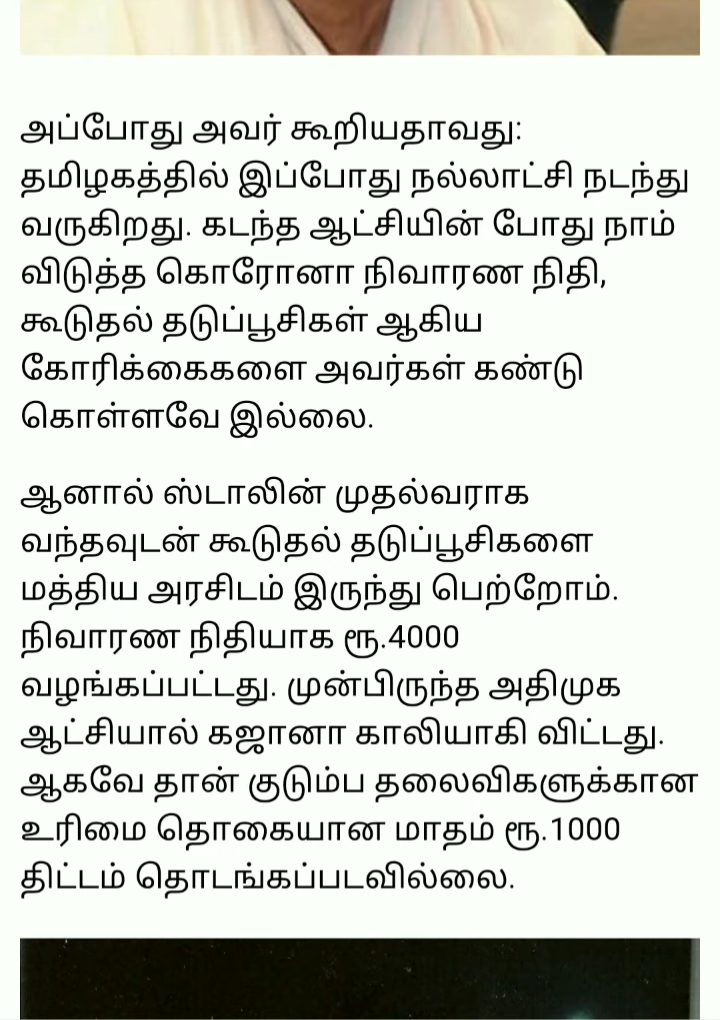 அப்போது அவர் கூறியதாவது:
தமிழகத்தில் இப்போது நல்லாட்சி நடந்து
வருகிறது. கடந்த ஆட்சியின் போது நாம்
விடுத்த கொரோனா நிவாரண நிதி,
கூடுதல் தடுப்பூசிகள் ஆகிய
கோரிக்கைகளை அவர்கள் கண்டு
கொள்ளவே இல்லை.
ஆனால் ஸ்டாலின் முதல்வராக
வந்தவுடன் கூடுதல் தடுப்பூசிகளை
மத்திய அரசிடம் இருந்து பெற்றோம்.
நிவாரண நிதியாக ரூ.4000
வழங்கப்பட்டது. முன்பிருந்த அதிமுக
ஆட்சியால் கஜானா காலியாகி விட்டது.
ஆகவே தான் குடும்ப தலைவிகளுக்கான
உரிமை தொகையான மாதம் ரூ.1000
திட்டம் தொடங்கப்படவில்லை.